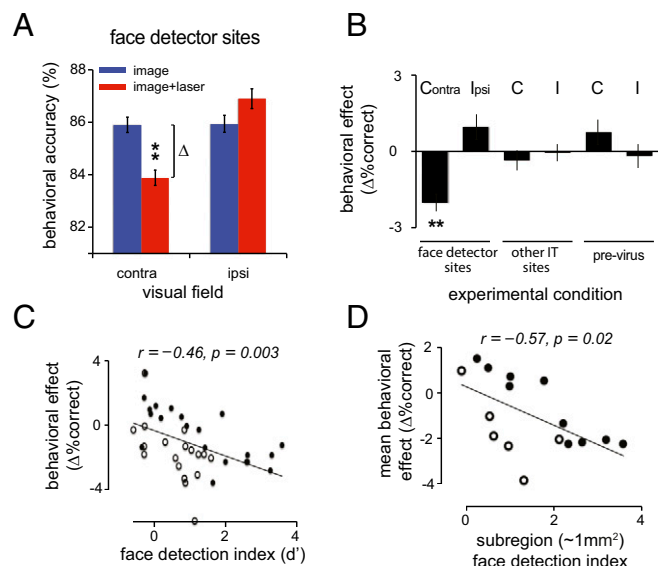 A
face detector sites
image
image+laser
behavioral accuracy (%)
88
86
84
82
81
**
Δ
contra
ipsi
visual field
B
behavioral effect
(Δ%correct)
3
0
-3
Contra
Ipsi
C
I
C
I
**
face detector
sites
other IT
sites
pre-virus
experimental condition
C
r = −0.46, p = 0.003
behavioral effect
(Δ%correct)
4
0
-4
0
2
4
face detection index (d’)
D
r = −0.57, p = 0.02
mean behavioral
effect (Δ%correct)
2
0
-2
-4
0
2
4
subregion (~1mm²)
face detection index